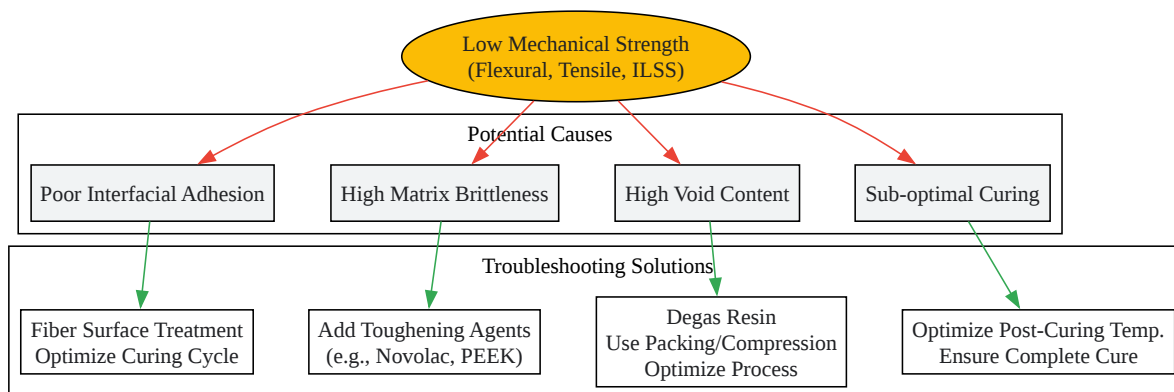 Low Mechanical Strength
(Flexural, Tensile, ILSS)
Potential Causes
Poor Interfacial Adhesion
High Matrix Brittleness
High Void Content
Sub-optimal Curing
Troubleshooting Solutions
Fiber Surface Treatment
Optimize Curing Cycle
Add Toughening Agents
(e.g., Novolac, PEEK)
Degas Resin
Use Packing/Compression
Optimize Process
Optimize Post-Curing Temp.
Ensure Complete Cure